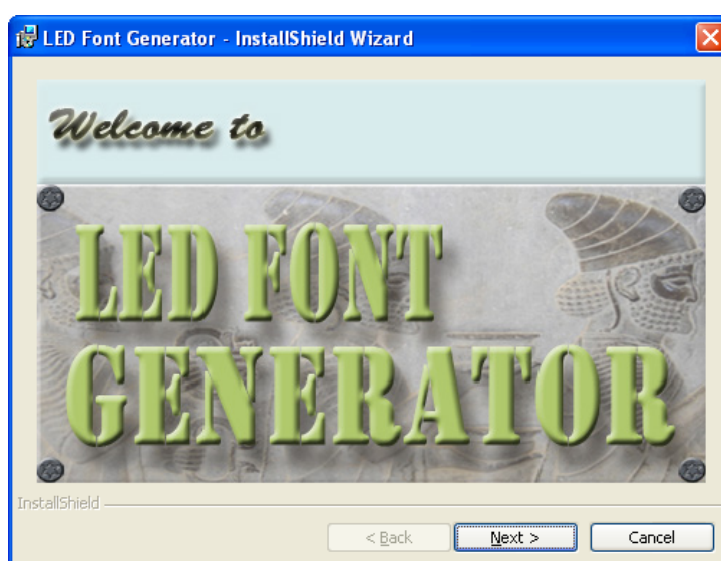 LED Font Generator - InstallShield Wizard
Welcome to
LED FONT
GENERATOR
InstallShield
< Back
Next >
Cancel